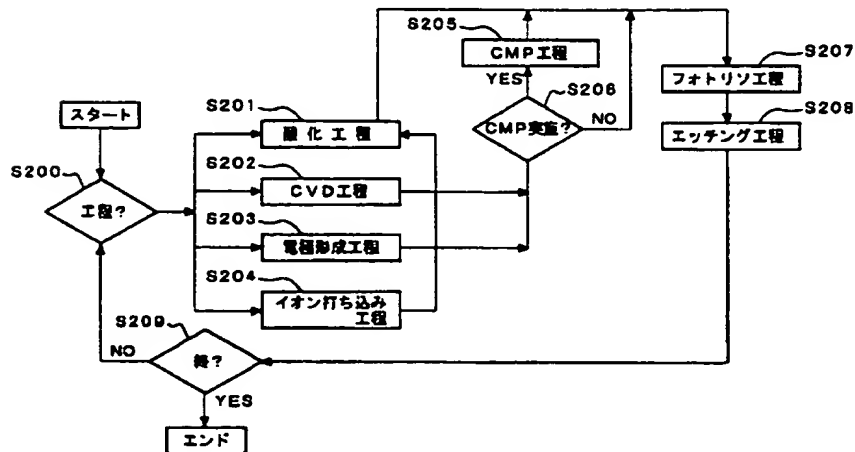 S205
CMP工程
YES
S206
CMP実施?
NO
S207
フォトリソ工程
S208
エッチング工程
スタート
S200
工程?
S201
酸化工程
S202
CVD工程
S203
電極形成工程
S204
イオン打ち込み
工程
S209
終?
NO
YES
エンド